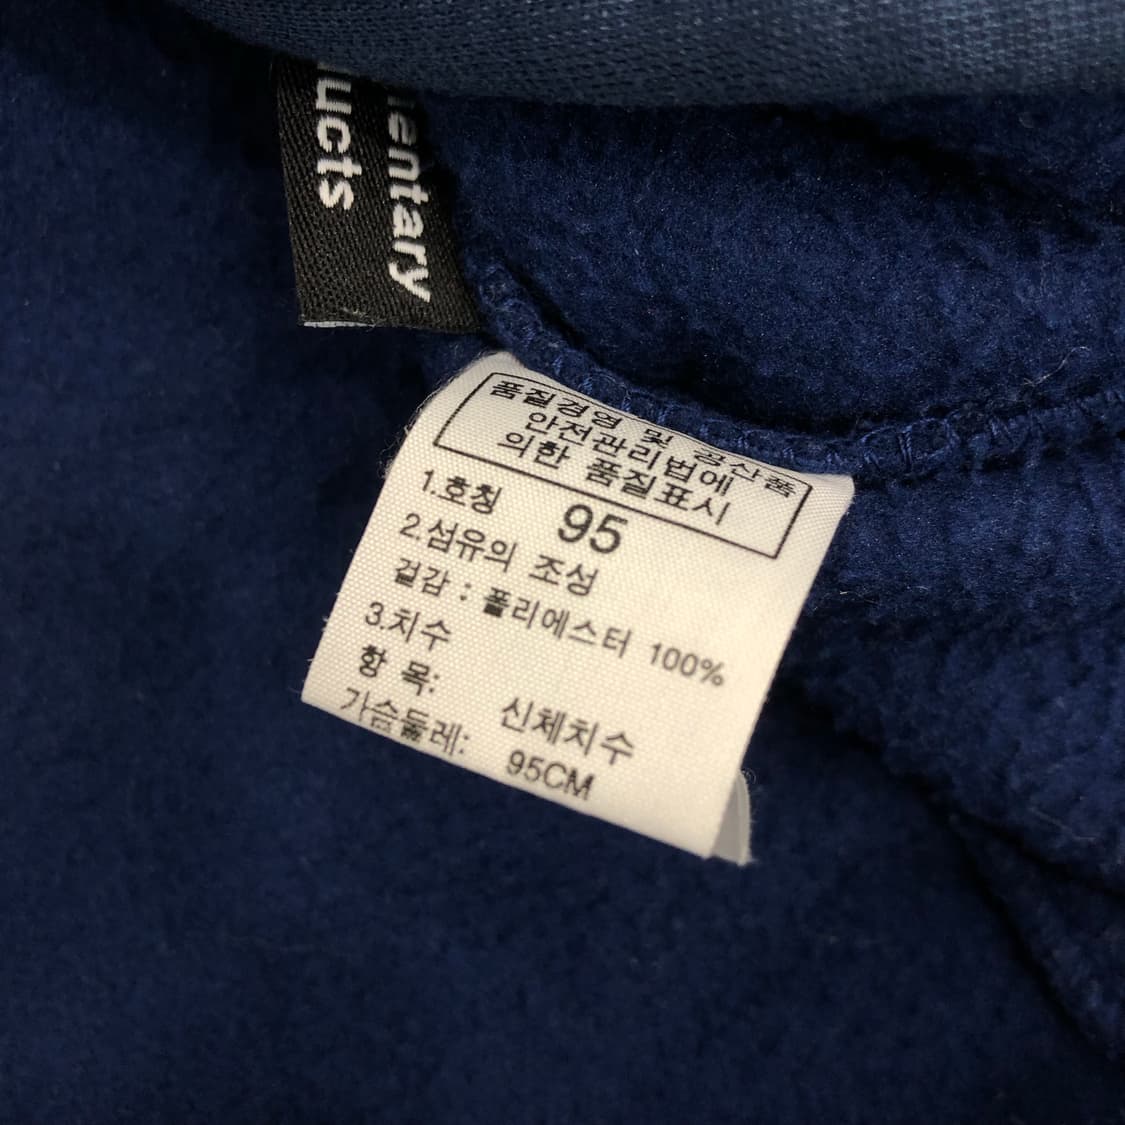 품질경영 및 공산품
안전관리법에
의한 품질표시
1.호칭 95
2.섬유의 조성
겉감 : 폴리에스터 100%
3.치수
항 목: 신체치수
가슴둘레: 95CM